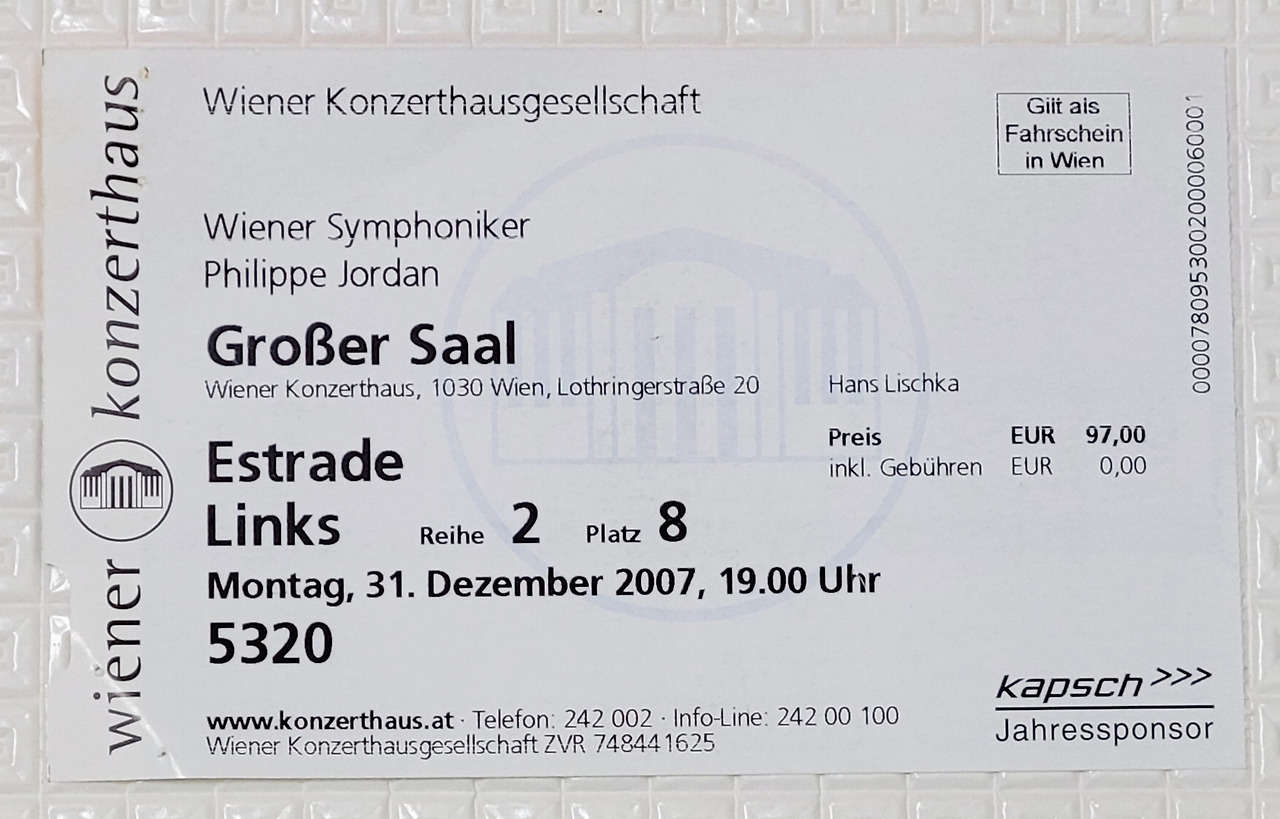 wiener konzerthaus
Wiener Konzerthausgesellschaft
Gilt als
Fahrschein
in Wien
0000780953002000060001
Wiener Symphoniker
Philippe Jordan
Großer Saal
Wiener Konzerthaus, 1030 Wien, Lothringerstraße 20
Hans Lischka
Preis EUR 97,00
inkl. Gebühren EUR 0,00
Estrade
Links Reihe 2 Platz 8
Montag, 31. Dezember 2007, 19.00 Uhr
5320
www.konzerthaus.at · Telefon: 242 002 · Info-Line: 242 00 100
Wiener Konzerthausgesellschaft ZVR 748441625
kapsch >>>
Jahressponsor